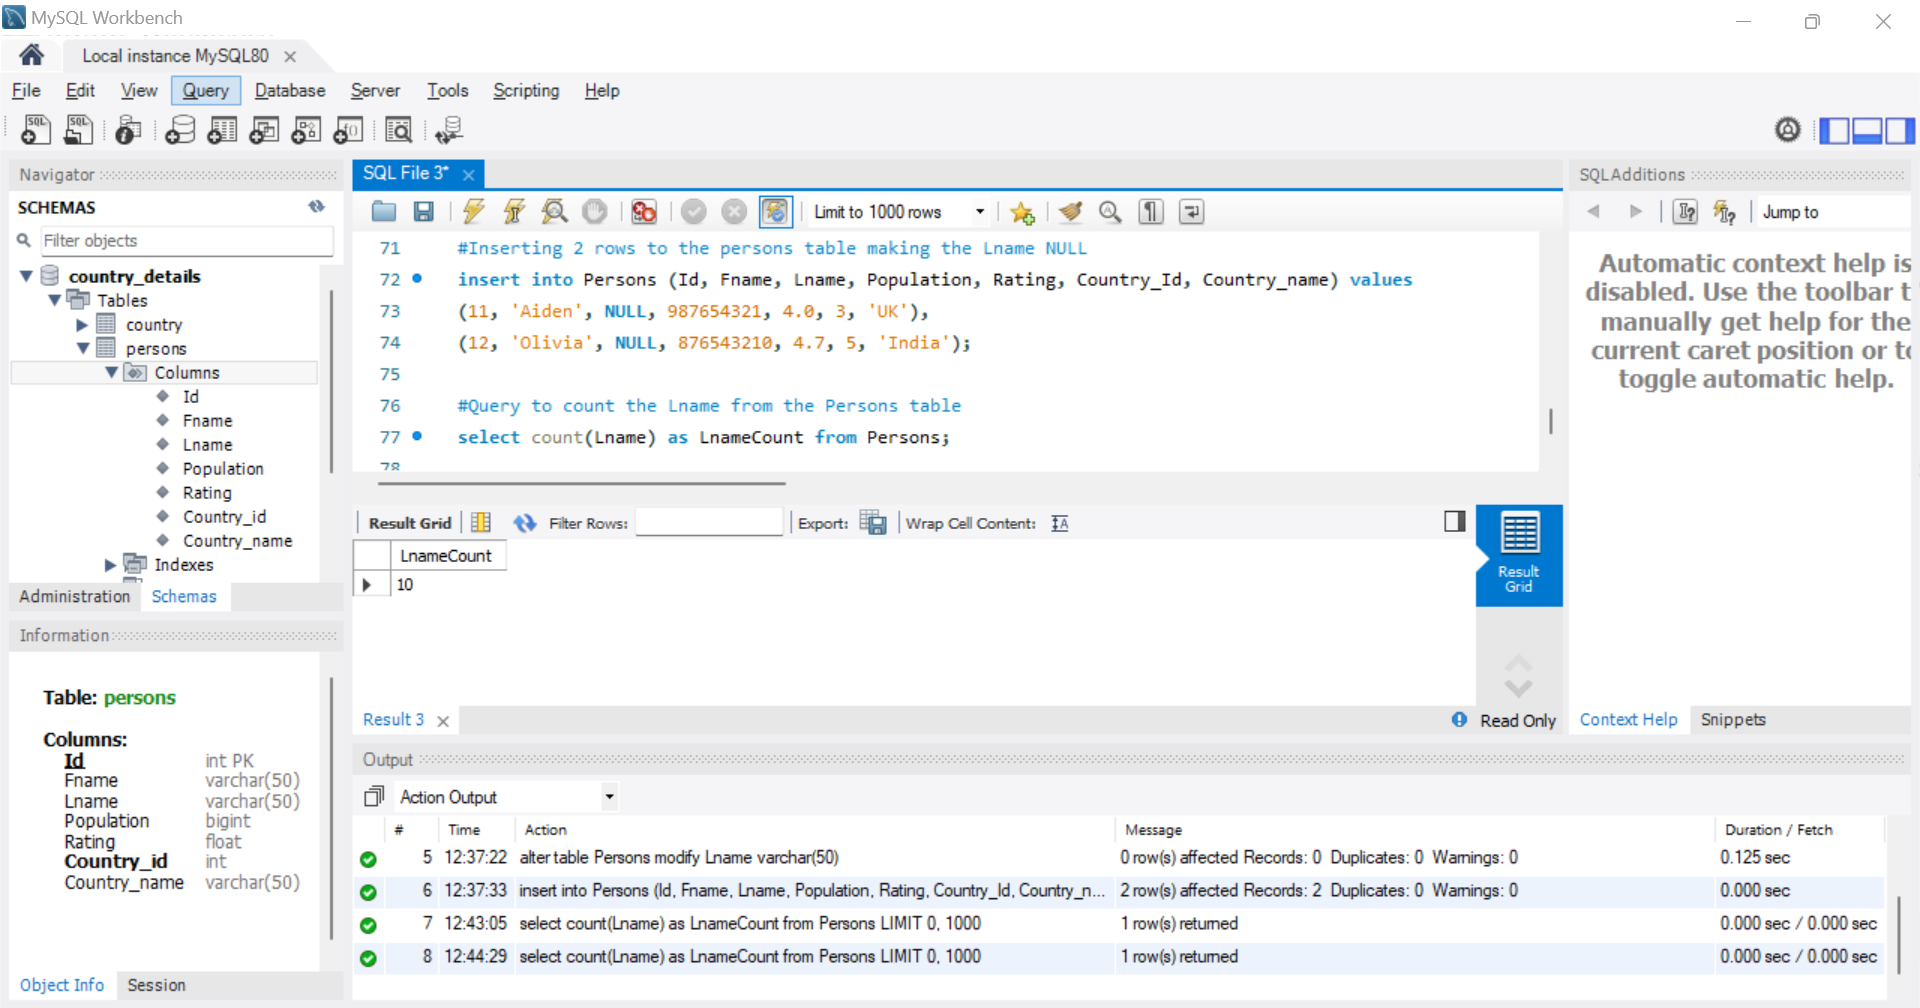 MySQL Workbench
Local instance MySQL80
File Edit View Query Database Server Tools Scripting Help
Navigator
SCHEMAS
Filter objects
country_details
Tables
country
persons
Columns
Id
Fname
Lname
Population
Rating
Country_id
Country_name
Indexes
Administration Schemas
Information
Table: persons
Columns:
Id int PK
Fname varchar(50)
Lname varchar(50)
Population bigint
Rating float
Country_id int
Country_name varchar(50)
Object Info Session
SQL File 3*
Limit to 1000 rows
71 #Inserting 2 rows to the persons table making the Lname NULL
72 insert into Persons (Id, Fname, Lname, Population, Rating, Country_Id, Country_name) values
73 (11, 'Aiden', NULL, 987654321, 4.0, 3, 'UK'),
74 (12, 'Olivia', NULL, 876543210, 4.7, 5, 'India');
75
76 #Query to count the Lname from the Persons table
77 select count(Lname) as LnameCount from Persons;
78
Result Grid Filter Rows: Export: Wrap Cell Content:
LnameCount
10
Result
Grid
Result 3
Read Only
SQLAdditions
Jump to
Automatic context help is
disabled. Use the toolbar t
manually get help for the
current caret position or to
toggle automatic help.
Context Help Snippets
Output
Action Output
# Time Action Message Duration / Fetch
5 12:37:22 alter table Persons modify Lname varchar(50) 0 row(s) affected Records: 0 Duplicates: 0 Warnings: 0 0.125 sec
6 12:37:33 insert into Persons (Id, Fname, Lname, Population, Rating, Country_Id, Country_n... 2 row(s) affected Records: 2 Duplicates: 0 Warnings: 0 0.000 sec
7 12:43:05 select count(Lname) as LnameCount from Persons LIMIT 0, 1000 1 row(s) returned 0.000 sec / 0.000 sec
8 12:44:29 select count(Lname) as LnameCount from Persons LIMIT 0, 1000 1 row(s) returned 0.000 sec / 0.000 sec